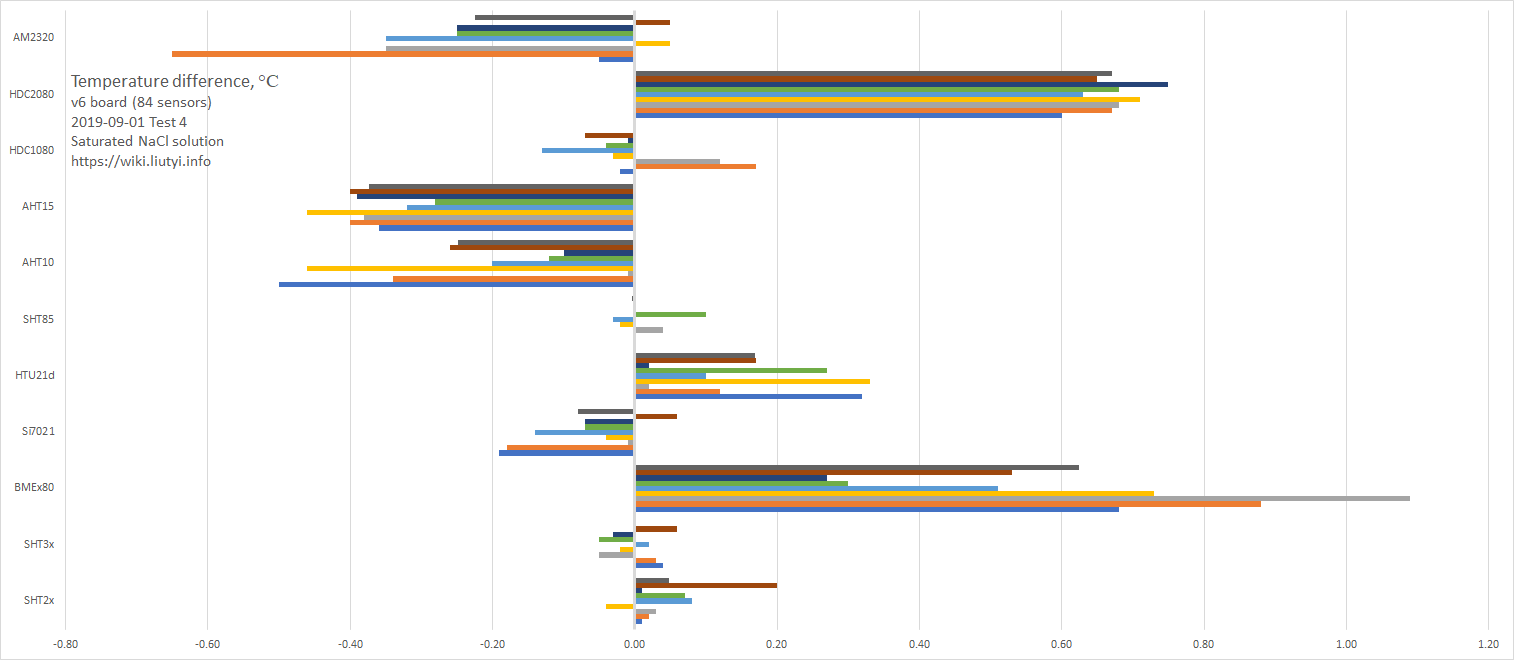 AM2320
Temperature difference, °C
v6 board (84 sensors)
HDC2080
2019-09-01 Test 4
Saturated NaCl solution
HDC1080
https://wiki.liutyi.info
AHT15
AHT10
SHT85
HTU21d
Si7021
BMEx80
SHT3x
SHT2x
-0.80 -0.60 -0.40 -0.20 0.00 0.20 0.40 0.60 0.80 1.00 1.20